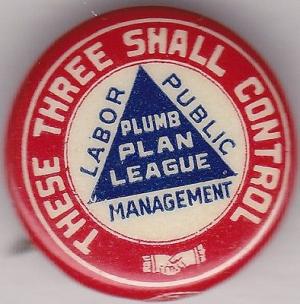 THESE THREE SHALL CONTROL
LABOR
PUBLIC
MANAGEMENT
PLUMB
PLAN
LEAGUE